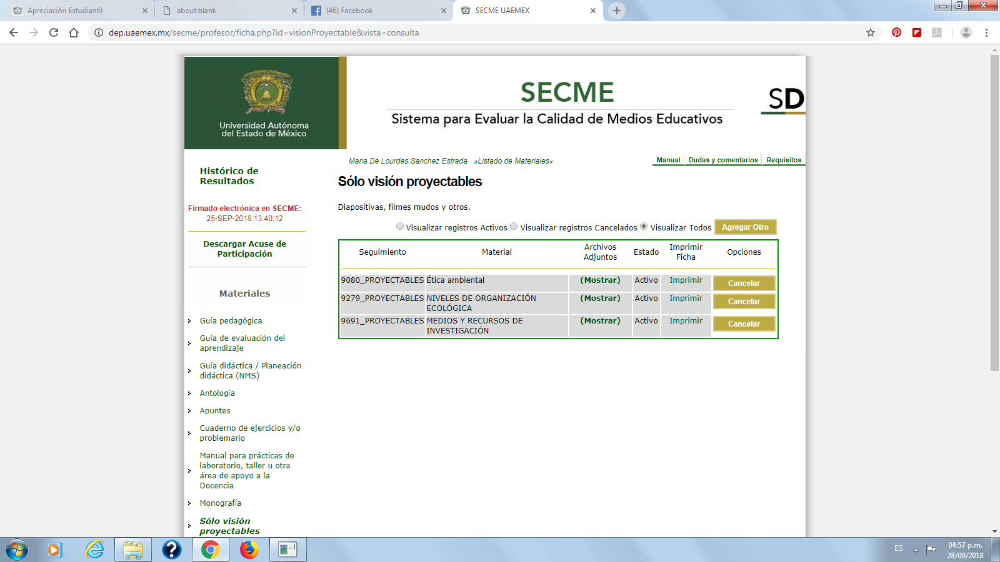 Apreciación Estudiantil
about:blank
(46) Facebook
SECME UAEMEX
dep.uaemex.mx/secme/profesor/ficha.php?id=visionProyectable&vista=consulta
Universidad Autónoma
del Estado de México
SECME
Sistema para Evaluar la Calidad de Medios Educativos
SD
Maria De Lourdes Sanchez Estrada »Listado de Materiales«
Manual
Dudas y comentarios
Requisitos
Histórico de
Resultados
Firmado electrónica en SECME:
25-SEP-2018 13:40:12
Descargar Acuse de
Participación
Materiales
Guía pedagógica
Guía de evaluación del
aprendizaje
Guía didáctica / Planeación
didáctica (NMS)
Antología
Apuntes
Cuaderno de ejercicios y/o
problemario
Manual para prácticas de
laboratorio, taller u otra
área de apoyo a la
Docencia
Monografía
Sólo visión
proyectables
Sólo visión proyectables
Diapositivas, filmes mudos y otros.
Visualizar registros Activos Visualizar registros Cancelados Visualizar Todos Agregar Otro
Seguimiento Material Archivos Adjuntos Estado Imprimir Ficha Opciones
9080_PROYECTABLES Ética ambiental (Mostrar) Activo Imprimir Cancelar
9279_PROYECTABLES NIVELES DE ORGANIZACIÓN (Mostrar) Activo Imprimir Cancelar
ECOLÓGICA
9691_PROYECTABLES MEDIOS Y RECURSOS DE (Mostrar) Activo Imprimir Cancelar
INVESTIGACIÓN
ES
04:57 p.m.
28/09/2018